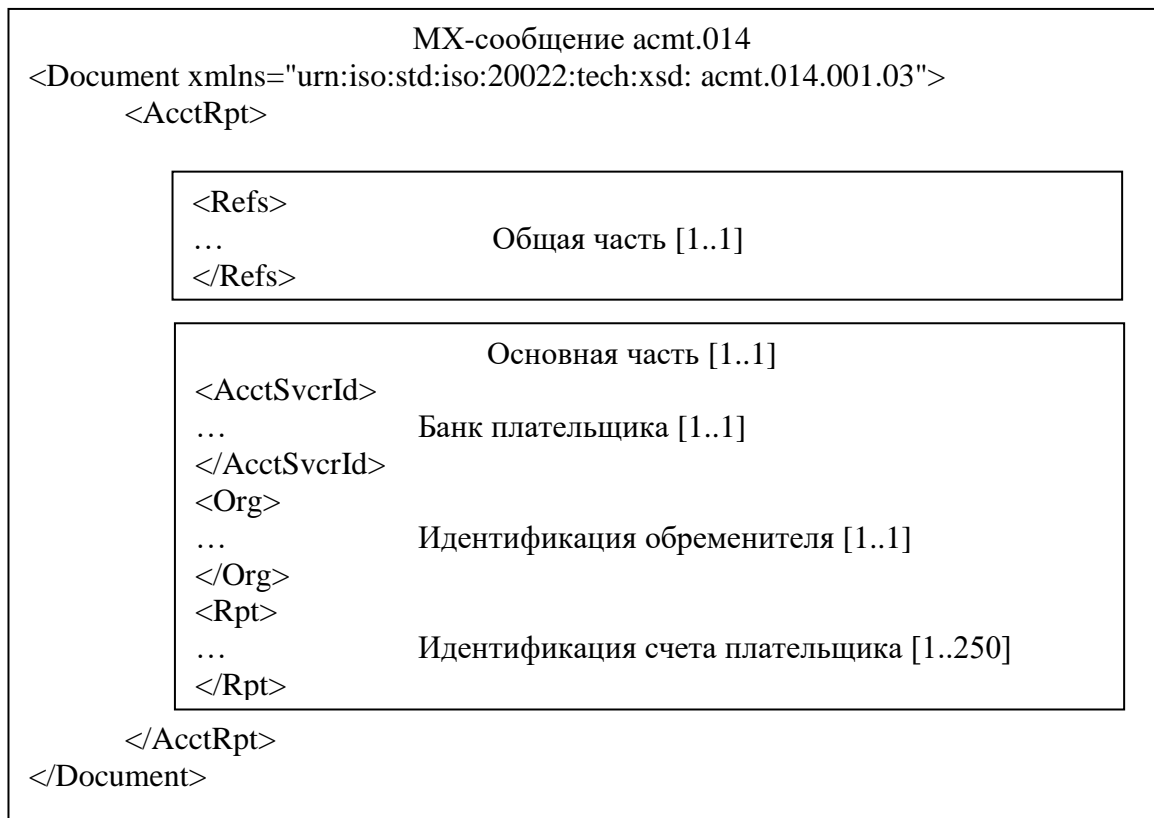 МХ-сообщение acmt.014
<Document xmlns="urn:iso:std:iso:20022:tech:xsd: acmt.014.001.03">
<AcctRpt>
<Refs>
… Общая часть [1..1]
</Refs>
Основная часть [1..1]
<AcctSvcrId>
… Банк плательщика [1..1]
</AcctSvcrId>
<Org>
… Идентификация обременителя [1..1]
</Org>
<Rpt>
… Идентификация счета плательщика [1..250]
</Rpt>
</AcctRpt>
</Document>